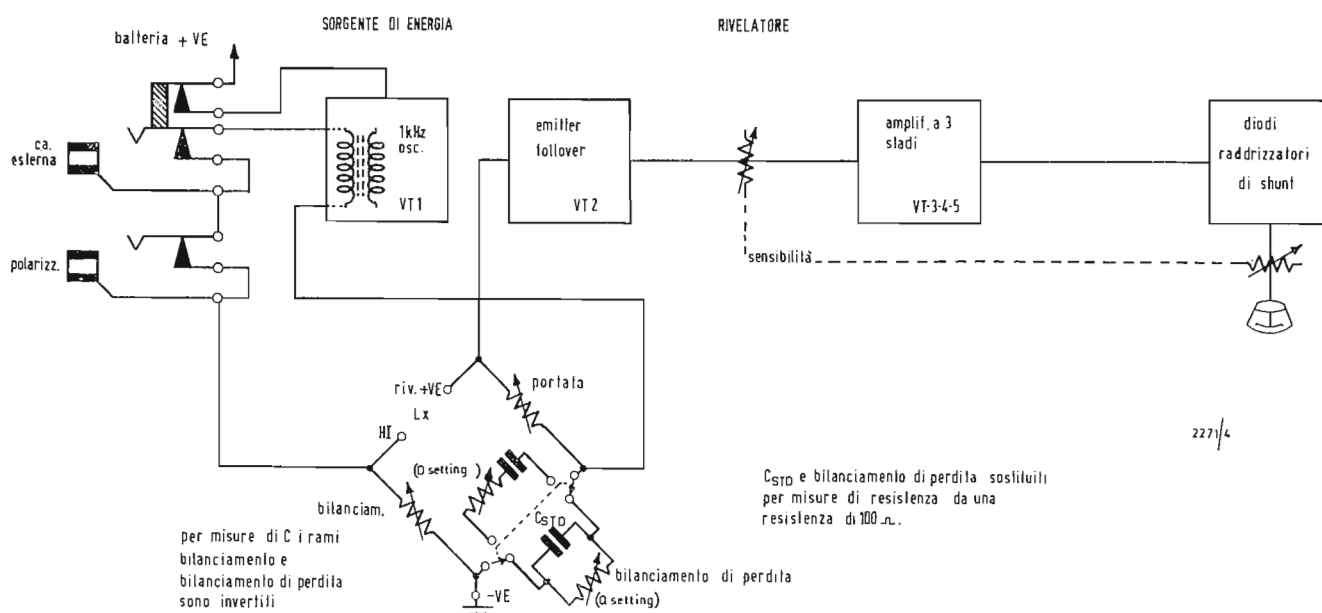 SORGENTE DI ENERGIA
RIVELATORE
balteria + VE
ca.
esterna
polarizz.
1kHz
osc.
VT1
emitter
follover
VT2
amplif. a 3
stadi
VT-3-4-5
diodi
raddrizzatori
di shunt
sensibilità
riv.+VE
Lx
HI
portata
(D setting)
CSTD
bilanciam.
bilanciamento di perdita
(Q setting)
-VE
per misure di C i rami
bilanciamento e
bilanciamento di perdita
sono invertiti
CSTD e bilanciamento di perdita sostituiti
per misure di resistenza da una
resistenza di 100 Ω.
2271/4